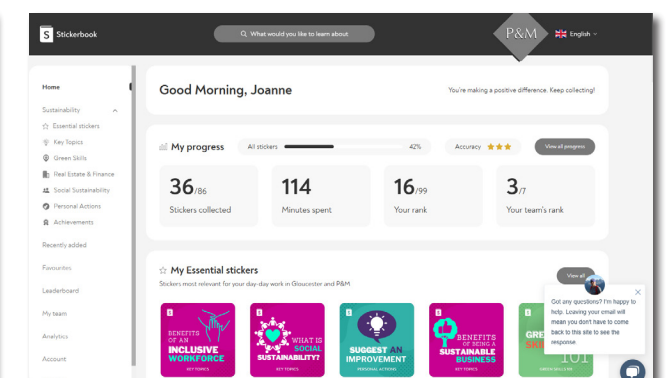 S Stickerbook
What would you like to learn about
P&M
English
Home
Sustainability
Essential stickers
Key Topics
Green Skills
Real Estate & Finance
Social Sustainability
Personal Actions
Achievements
Recently added
Favourites
Leaderboard
My team
Analytics
Account
Good Morning, Joanne
You're making a positive difference. Keep collecting!
My progress
All stickers
42%
Accuracy
View all progress
36/86
Stickers collected
114
Minutes spent
16/99
Your rank
3/7
Your team's rank
My Essential stickers
Stickers most relevant for your day-day work in Gloucester and P&M
View all
BENEFITS
OF AN
INCLUSIVE
WORKFORCE
KEY TOPICS
WHAT IS
SOCIAL
SUSTAINABILITY?
KEY TOPICS
SUGGEST AN
IMPROVEMENT
PERSONAL ACTIONS
BENEFITS
OF BEING A
SUSTAINABLE
BUSINESS
KEY TOPICS
GRE
SKI
101
Got any questions? I'm happy to
help. Leaving your email will
mean you don't have to come
back to this site to see the
response.